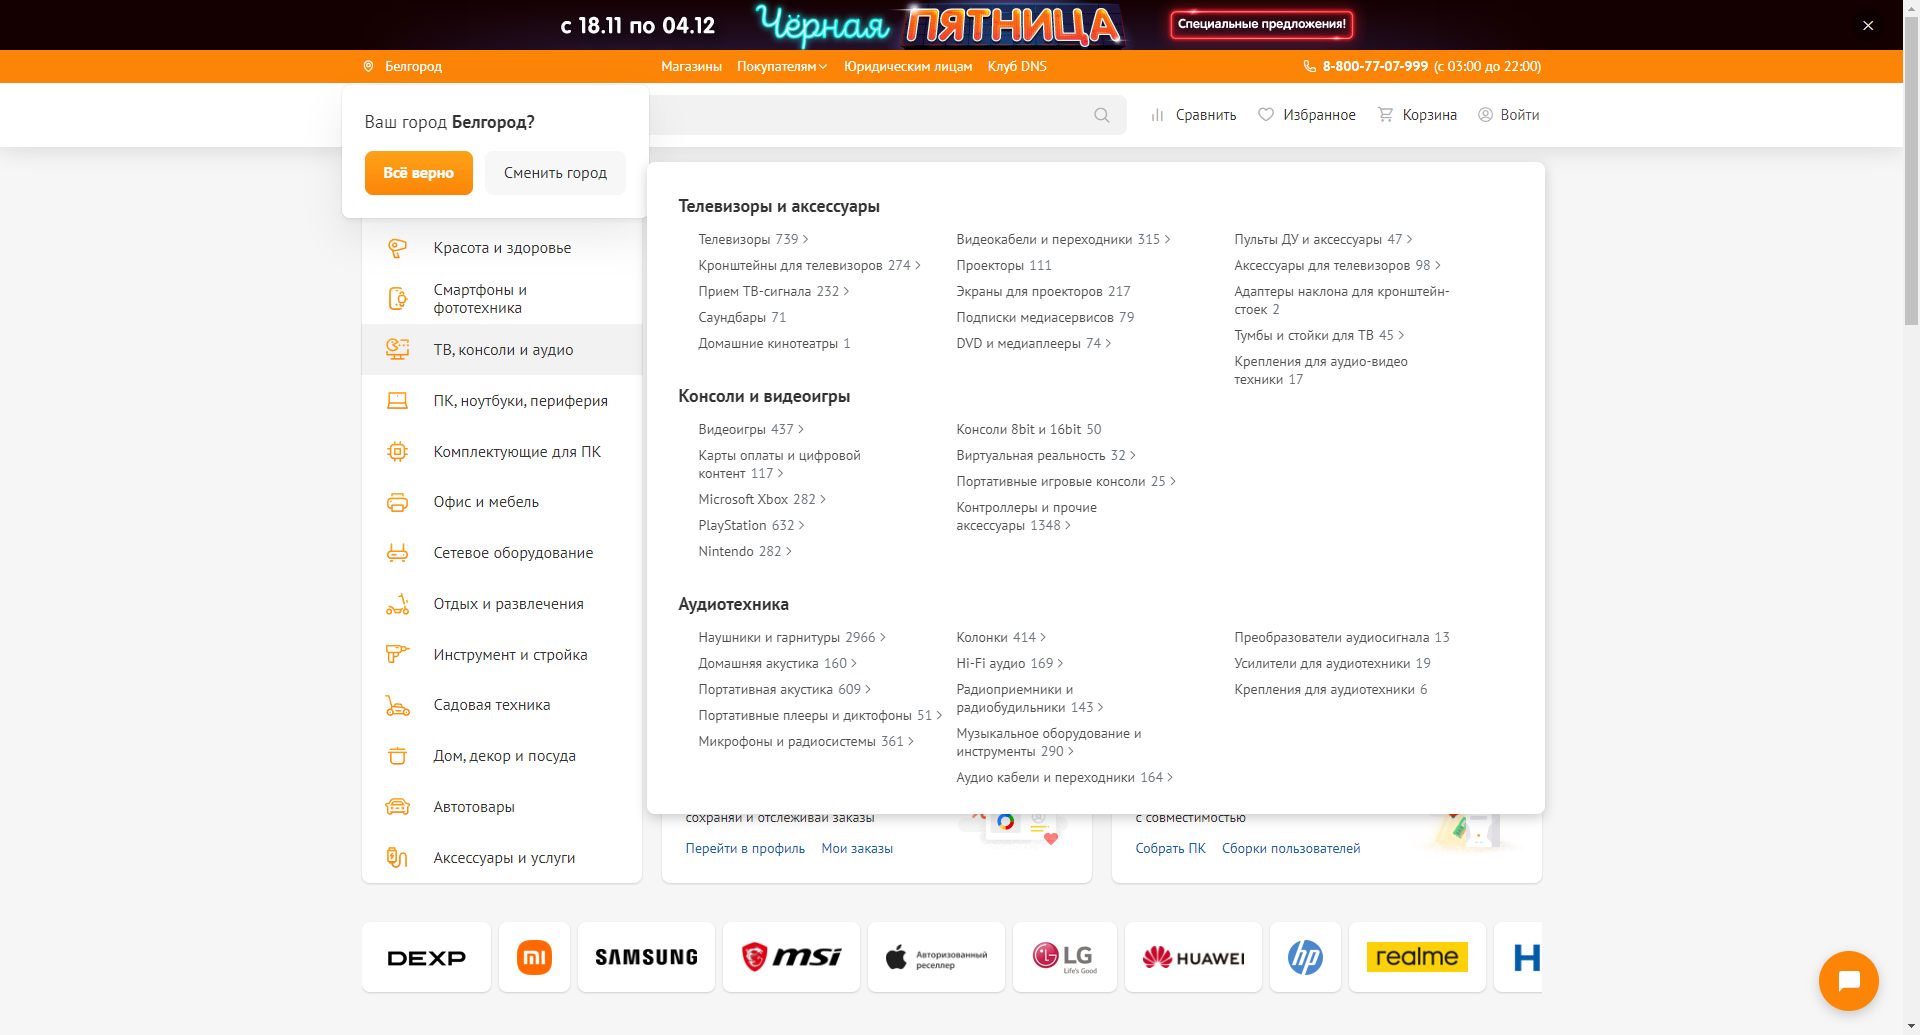 с 18.11 по 04.12
Чёрная ПЯТНИЦА
Специальные предложения!
Белгород
Магазины
Покупателям
Юридическим лицам
Клуб DNS
8-800-77-07-999 (с 03:00 до 22:00)
Ваш город Белгород?
Всё верно
Сменить город
Сравнить
Избранное
Корзина
Войти
Красота и здоровье
Смартфоны и
фототехника
ТВ, консоли и аудио
ПК, ноутбуки, периферия
Комплектующие для ПК
Офис и мебель
Сетевое оборудование
Отдых и развлечения
Инструмент и стройка
Садовая техника
Дом, декор и посуда
Автотовары
Аксессуары и услуги
Телевизоры и аксессуары
Телевизоры 739
Кронштейны для телевизоров 274
Прием ТВ-сигнала 232
Саундбары 71
Домашние кинотеатры 1
Видеокабели и переходники 315
Проекторы 111
Экраны для проекторов 217
Подписки медиасервисов 79
DVD и медиаплееры 74
Пульты ДУ и аксессуары 47
Аксессуары для телевизоров 98
Адаптеры наклона для кронштейн-
стоек 2
Тумбы и стойки для ТВ 45
Крепления для аудио-видео
техники 17
Консоли и видеоигры
Видеоигры 437
Карты оплаты и цифровой
контент 117
Microsoft Xbox 282
PlayStation 632
Nintendo 282
Консоли 8bit и 16bit 50
Виртуальная реальность 32
Портативные игровые консоли 25
Контроллеры и прочие
аксессуары 1348
Аудиотехника
Наушники и гарнитуры 2966
Домашняя акустика 160
Портативная акустика 609
Портативные плееры и диктофоны 51
Микрофоны и радиосистемы 361
Колонки 414
Hi-Fi аудио 169
Радиоприемники и
радиобудильники 143
Музыкальное оборудование и
инструменты 290
Аудио кабели и переходники 164
Преобразователи аудиосигнала 13
Усилители для аудиотехники 19
Крепления для аудиотехники 6
сохраняй и отслеживай заказы
Перейти в профиль
Мои заказы
с совместимостью
Собрать ПК
Сборки пользователей
DEXP
mi
SAMSUNG
msi
Авторизованный
реселлер
LG
Life's Good
HUAWEI
hp
realme
H